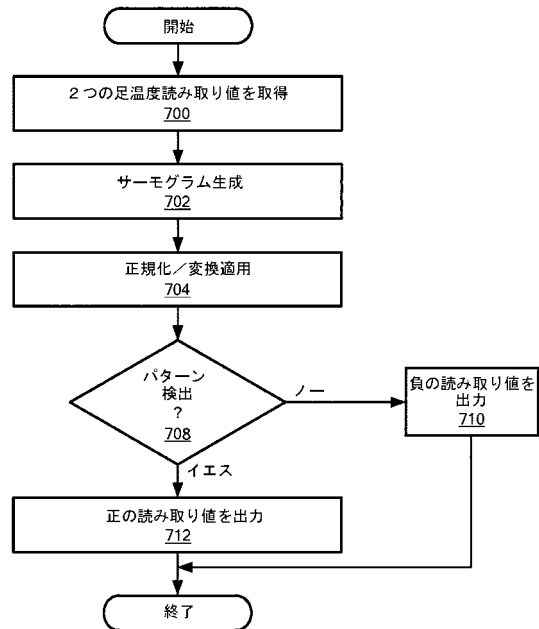 開始
２つの足温度読み取り値を取得
700
サーモグラム生成
702
正規化／変換適用
704
パターン
検出
?
708
ノー
負の読み取り値を
出力
710
イエス
正の読み取り値を出力
712
終了